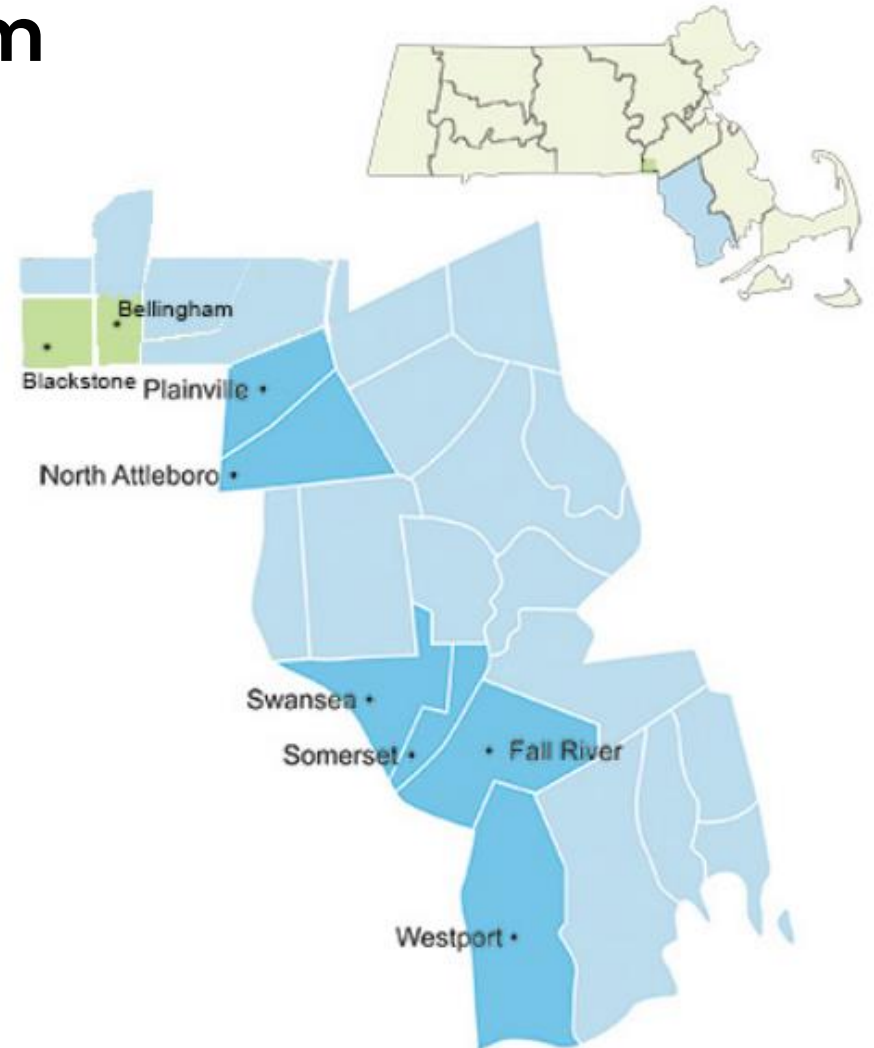 m
Bellingham
Blackstone
Plainville
North Attleboro
Swansea
Somerset
Fall River
Westport